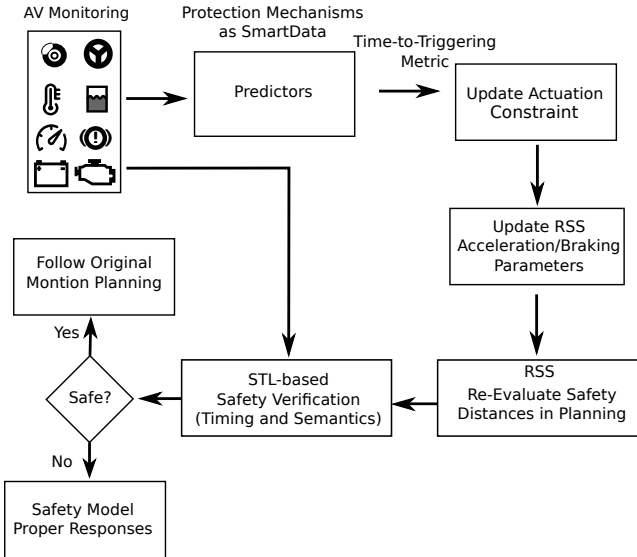 AV Monitoring
Protection Mechanisms
as SmartData
Time-to-Triggering
Metric
Predictors
Update Actuation
Constraint
Update RSS
Acceleration/Braking
Parameters
Follow Original
Montion Planning
Yes
RSS
Re-Evaluate Safety
Distances in Planning
STL-based
Safety Verification
(Timing and Semantics)
Safe?
No
Safety Model
Proper Responses